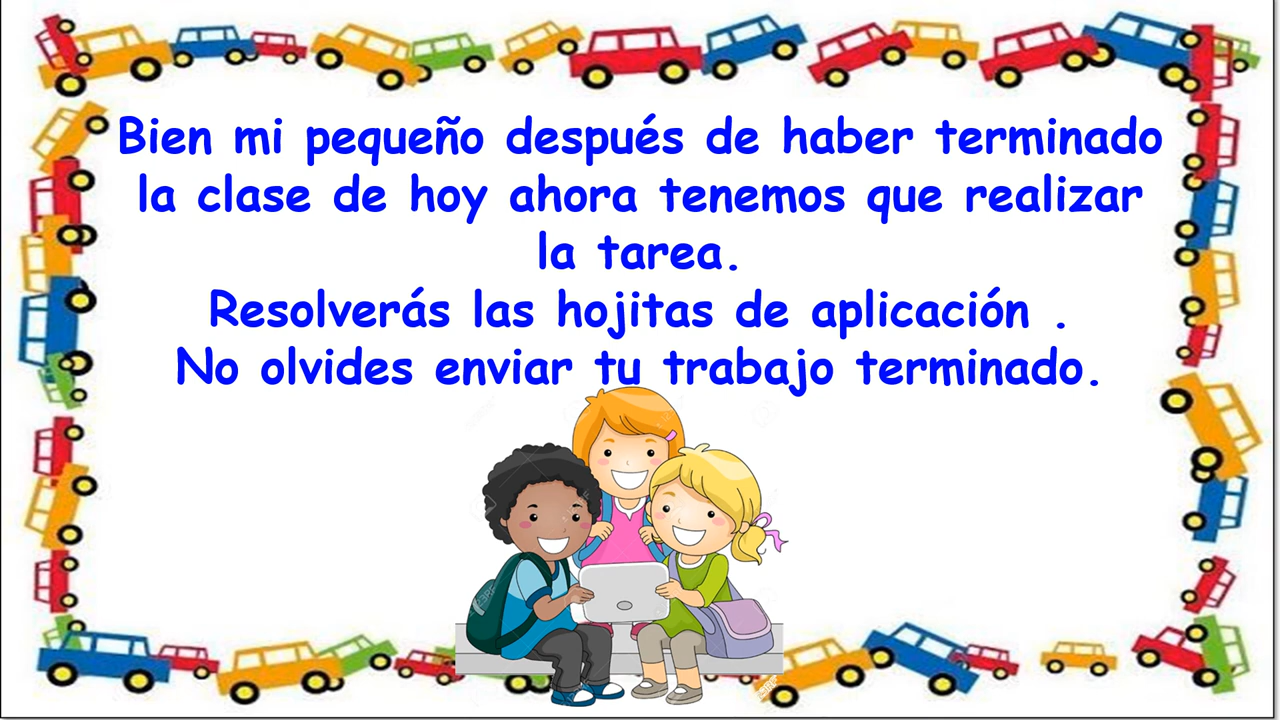 Bien mi pequeño después de haber terminado
la clase de hoy ahora tenemos que realizar
la tarea.
Resolverás las hojitas de aplicación .
No olvides enviar tu trabajo terminado.